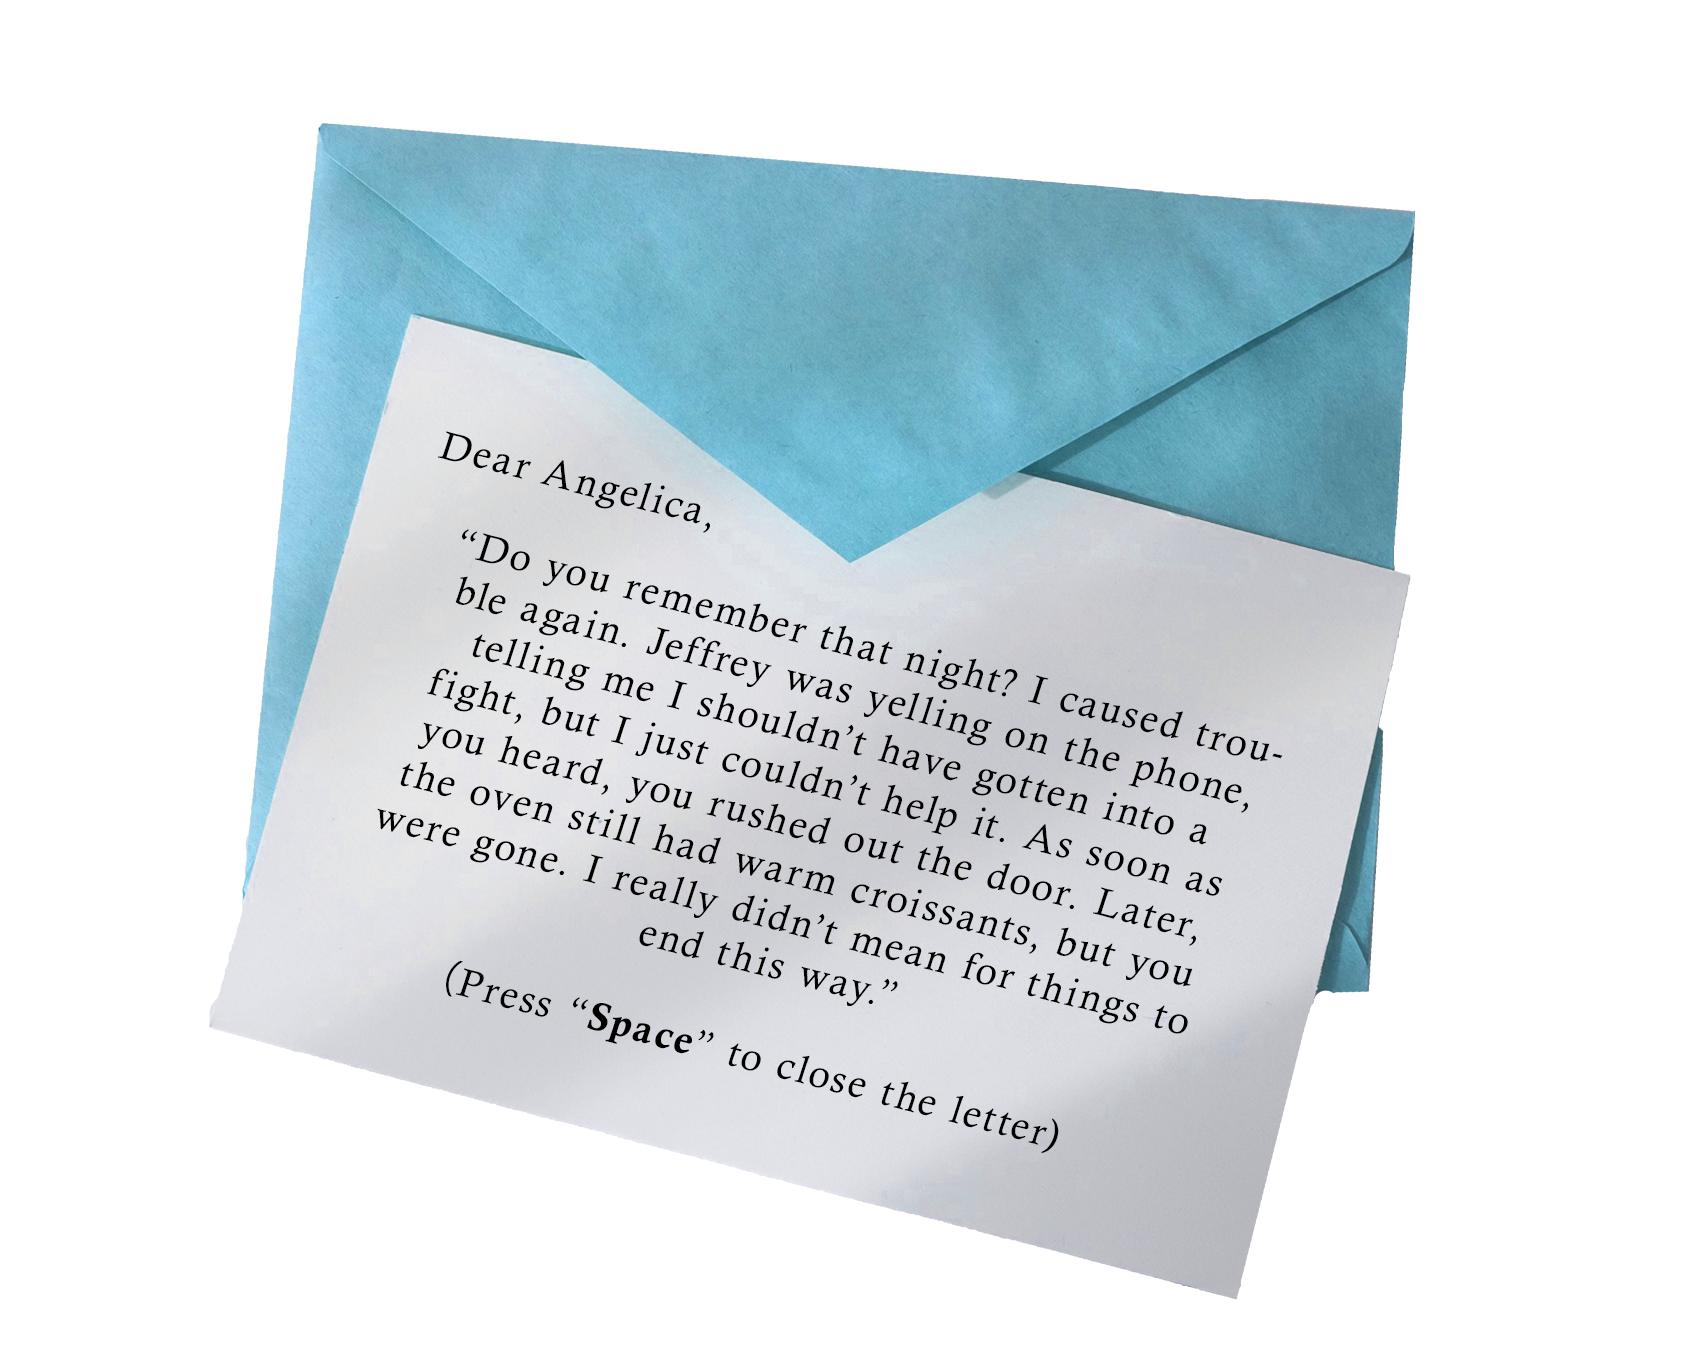 Dear Angelica,
“Do you remember that night? I caused trou-
ble again. Jeffrey was yelling on the phone,
telling me I shouldn’t have gotten into a
fight, but I just couldn’t help it. As soon as
you heard, you rushed out the door. Later,
the oven still had warm croissants, but you
were gone. I really didn’t mean for things to
end this way.”
(Press “Space” to close the letter)